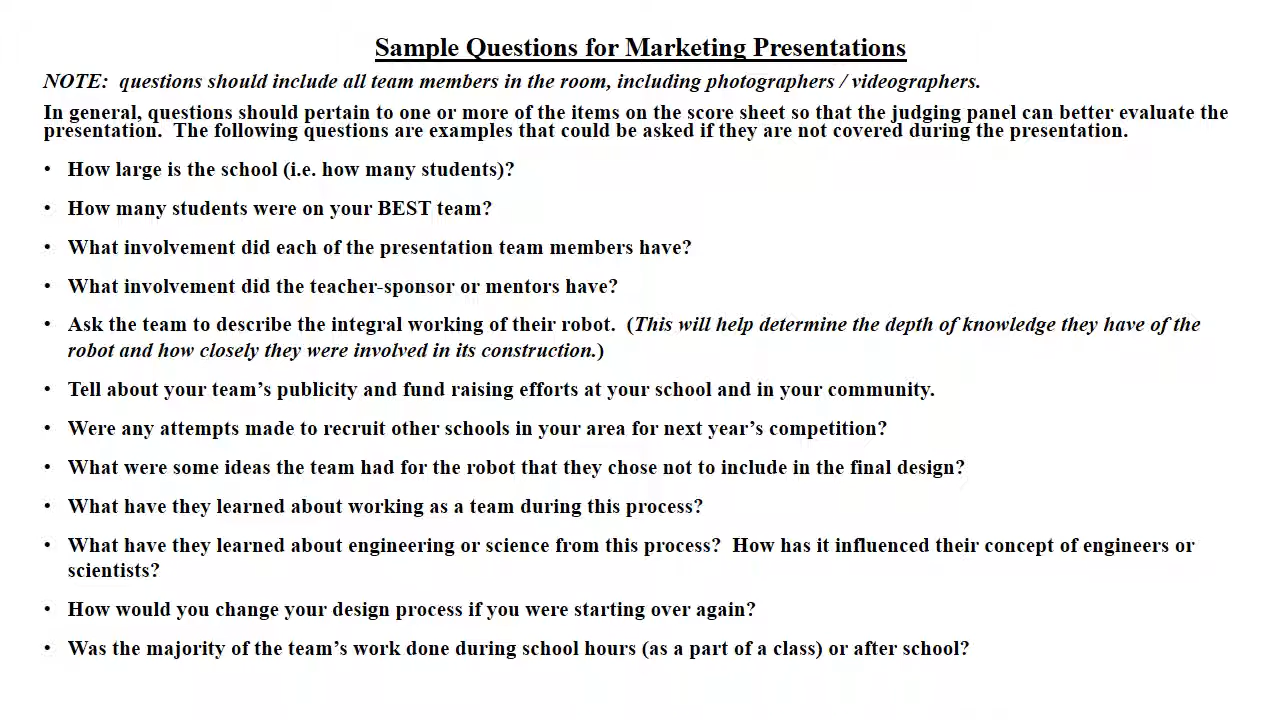 Sample Questions for Marketing Presentations
NOTE:  questions should include all team members in the room, including photographers / videographers.
In general, questions should pertain to one or more of the items on the score sheet so that the judging panel can better evaluate the
presentation.  The following questions are examples that could be asked if they are not covered during the presentation.
• How large is the school (i.e. how many students)?
• How many students were on your BEST team?
• What involvement did each of the presentation team members have?
• What involvement did the teacher-sponsor or mentors have?
• Ask the team to describe the integral working of their robot.  (This will help determine the depth of knowledge they have of the
robot and how closely they were involved in its construction.)
• Tell about your team’s publicity and fund raising efforts at your school and in your community.
• Were any attempts made to recruit other schools in your area for next year’s competition?
• What were some ideas the team had for the robot that they chose not to include in the final design?
• What have they learned about working as a team during this process?
• What have they learned about engineering or science from this process?  How has it influenced their concept of engineers or
scientists?
• How would you change your design process if you were starting over again?
• Was the majority of the team’s work done during school hours (as a part of a class) or after school?